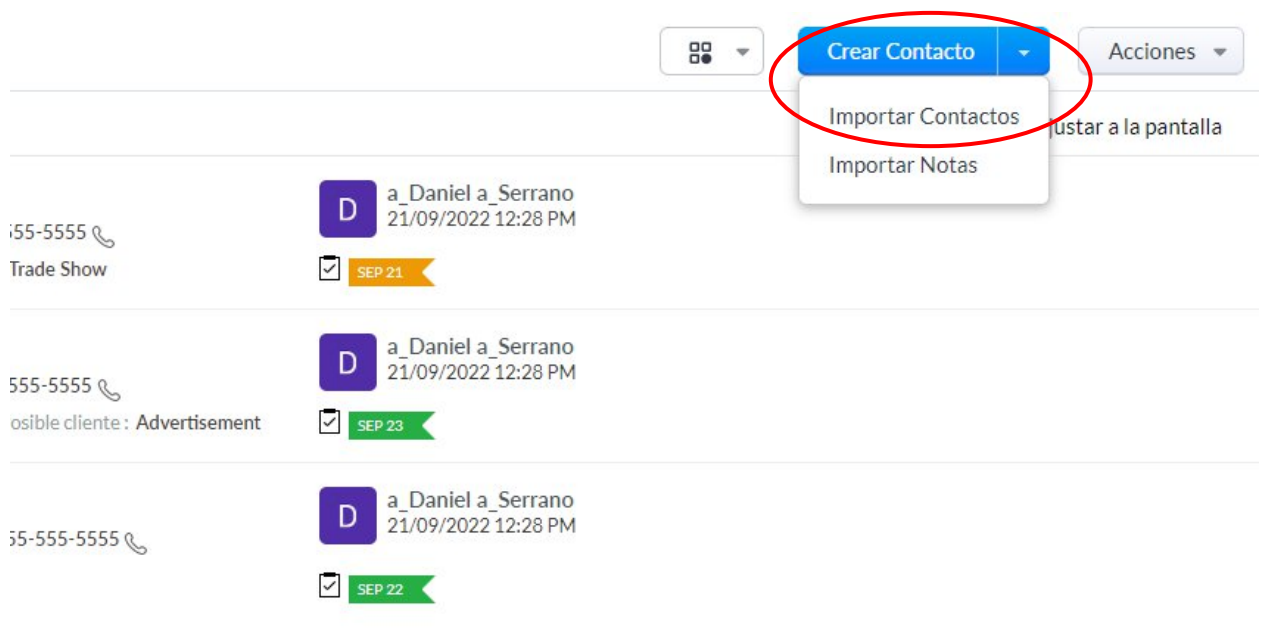 Crear Contacto
Acciones
Importar Contactos
justar a la pantalla
Importar Notas
D
a_Daniel a_Serrano
21/09/2022 12:28 PM
555-5555
Trade Show
SEP 21
D
a_Daniel a_Serrano
21/09/2022 12:28 PM
555-5555
osible cliente : Advertisement
SEP 23
D
a_Daniel a_Serrano
21/09/2022 12:28 PM
55-555-5555
SEP 22